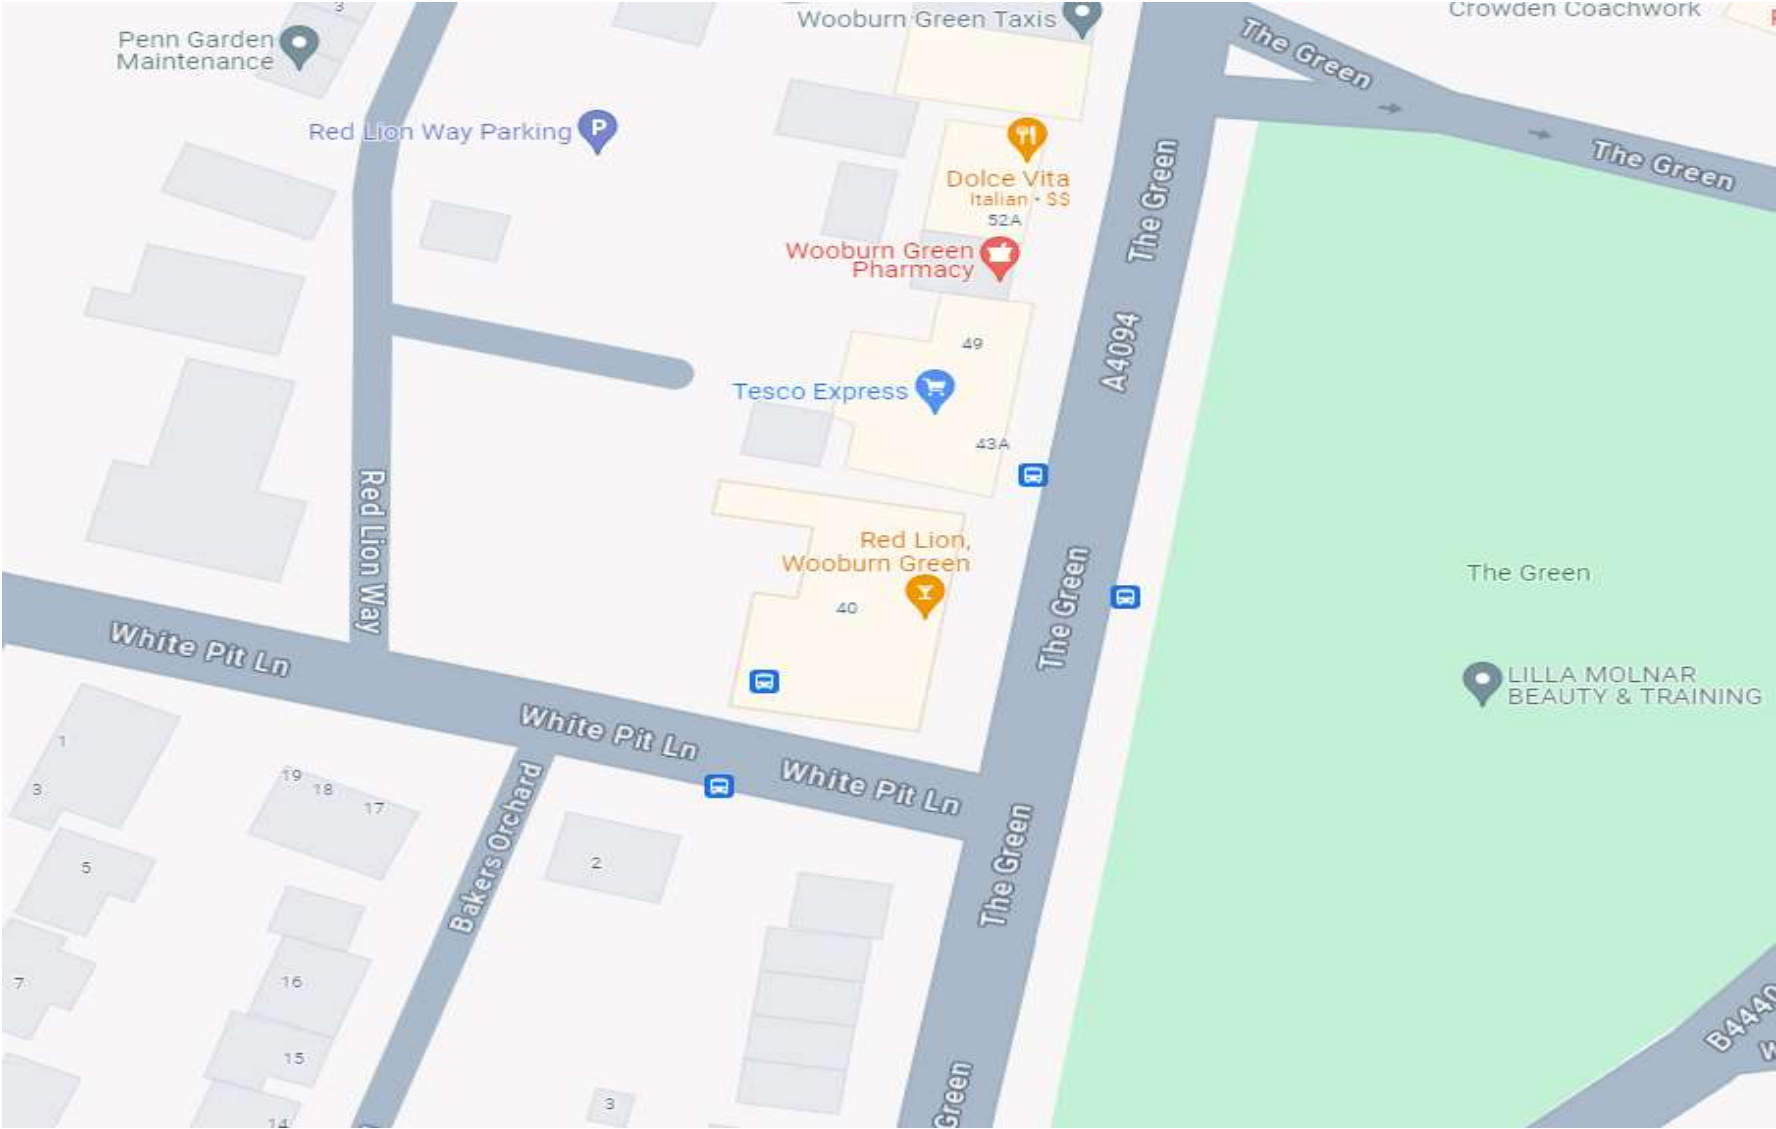 3
Penn Garden
Maintenance
Wooburn Green Taxis
Crowden Coachwork
The Green
Red Lion Way Parking
P
The Green
The Green
Dolce Vita
Italian · $$
52A
Wooburn Green
Pharmacy
A4094
49
Tesco Express
43A
Red Lion Way
Red Lion,
Wooburn Green
40
The Green
The Green
White Pit Ln
LILLA MOLNAR
BEAUTY & TRAINING
White Pit Ln
White Pit Ln
1
3
19
18
17
Bakers Orchard
2
The Green
5
7
16
B4440
15
Green
3
14